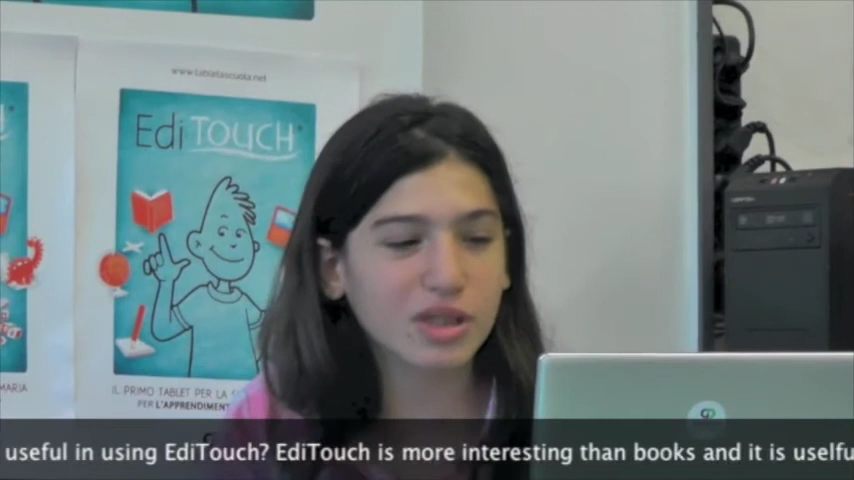 www.tabletascuola.net
Edi TOUCH®
IL PRIMO TABLET PER LA S
MARIA
PER L'APPRENDIMENT
useful in using EdiTouch? EdiTouch is more interesting than books and it is uselfu